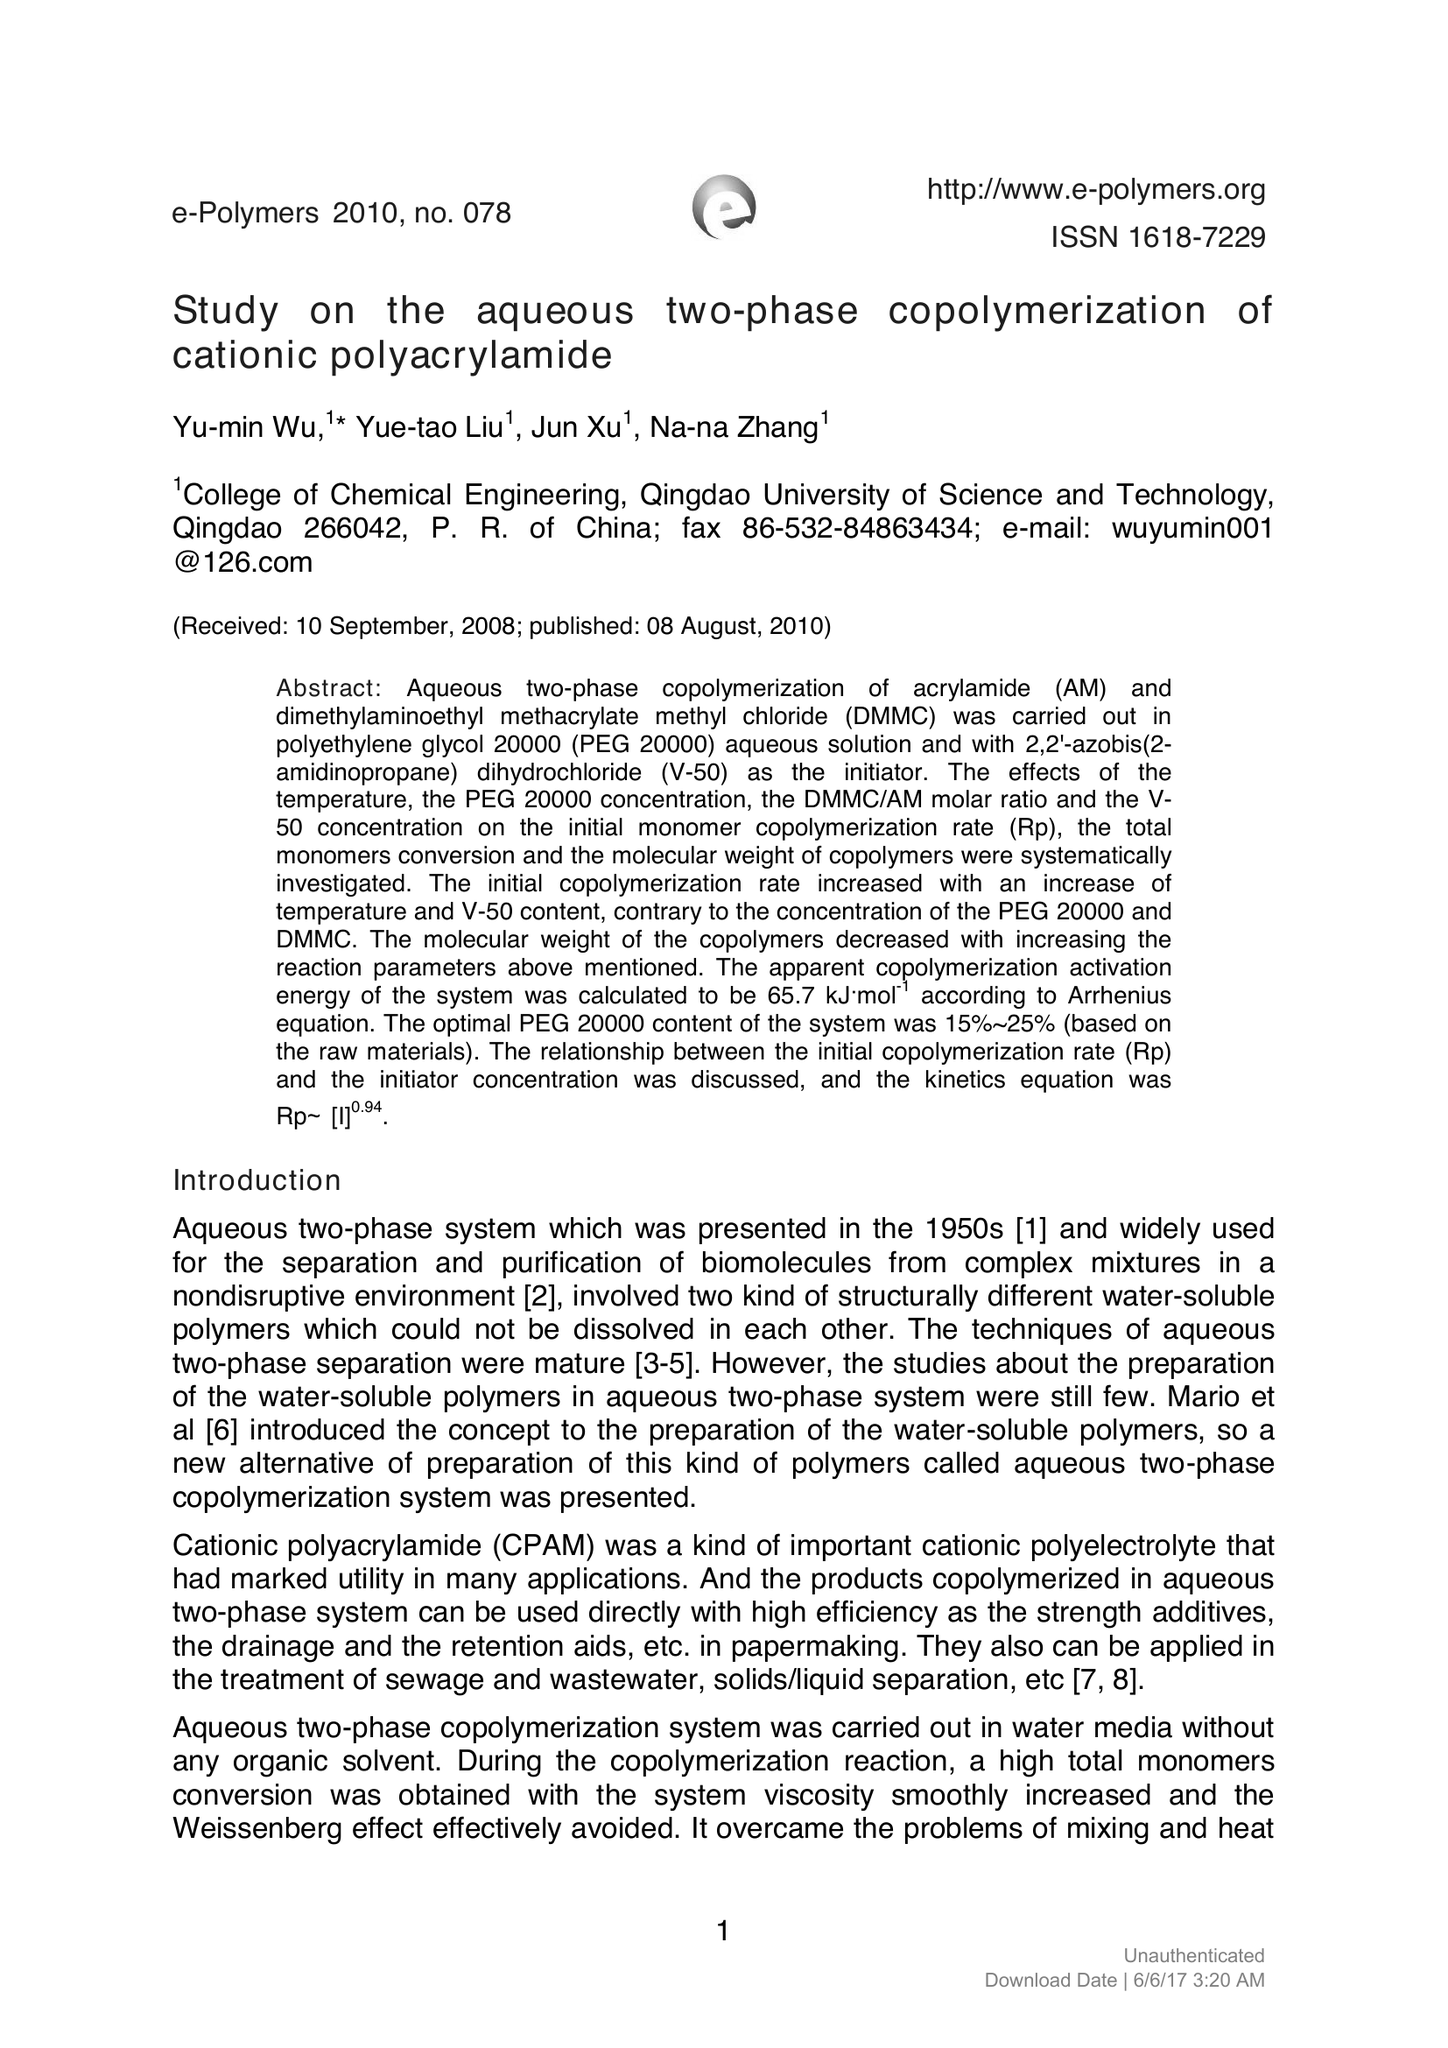 e-Polymers 2010, no. 078
http://www.e-polymers.org
ISSN 1618-7229
Study on the aqueous two-phase copolymerization of
cationic polyacrylamide
Yu-min Wu,¹* Yue-tao Liu¹, Jun Xu¹, Na-na Zhang¹
¹College of Chemical Engineering, Qingdao University of Science and Technology,
Qingdao 266042, P. R. of China; fax 86-532-84863434; e-mail: wuyumin001
@126.com
(Received: 10 September, 2008; published: 08 August, 2010)
Abstract: Aqueous two-phase copolymerization of acrylamide (AM) and
dimethylaminoethyl methacrylate methyl chloride (DMMC) was carried out in
polyethylene glycol 20000 (PEG 20000) aqueous solution and with 2,2'-azobis(2-
amidinopropane) dihydrochloride (V-50) as the initiator. The effects of the
temperature, the PEG 20000 concentration, the DMMC/AM molar ratio and the V-
50 concentration on the initial monomer copolymerization rate (Rp), the total
monomers conversion and the molecular weight of copolymers were systematically
investigated. The initial copolymerization rate increased with an increase of
temperature and V-50 content, contrary to the concentration of the PEG 20000 and
DMMC. The molecular weight of the copolymers decreased with increasing the
reaction parameters above mentioned. The apparent copolymerization activation
energy of the system was calculated to be 65.7 kJ·mol⁻¹ according to Arrhenius
equation. The optimal PEG 20000 content of the system was 15%~25% (based on
the raw materials). The relationship between the initial copolymerization rate (Rp)
and the initiator concentration was discussed, and the kinetics equation was
Rp~ [I]^0.94.
Introduction
Aqueous two-phase system which was presented in the 1950s [1] and widely used
for the separation and purification of biomolecules from complex mixtures in a
nondisruptive environment [2], involved two kind of structurally different water-soluble
polymers which could not be dissolved in each other. The techniques of aqueous
two-phase separation were mature [3-5]. However, the studies about the preparation
of the water-soluble polymers in aqueous two-phase system were still few. Mario et
al [6] introduced the concept to the preparation of the water-soluble polymers, so a
new alternative of preparation of this kind of polymers called aqueous two-phase
copolymerization system was presented.
Cationic polyacrylamide (CPAM) was a kind of important cationic polyelectrolyte that
had marked utility in many applications. And the products copolymerized in aqueous
two-phase system can be used directly with high efficiency as the strength additives,
the drainage and the retention aids, etc. in papermaking. They also can be applied in
the treatment of sewage and wastewater, solids/liquid separation, etc [7, 8].
Aqueous two-phase copolymerization system was carried out in water media without
any organic solvent. During the copolymerization reaction, a high total monomers
conversion was obtained with the system viscosity smoothly increased and the
Weissenberg effect effectively avoided. It overcame the problems of mixing and heat
1
Unauthenticated
Download Date | 6/6/17 3:20 AM